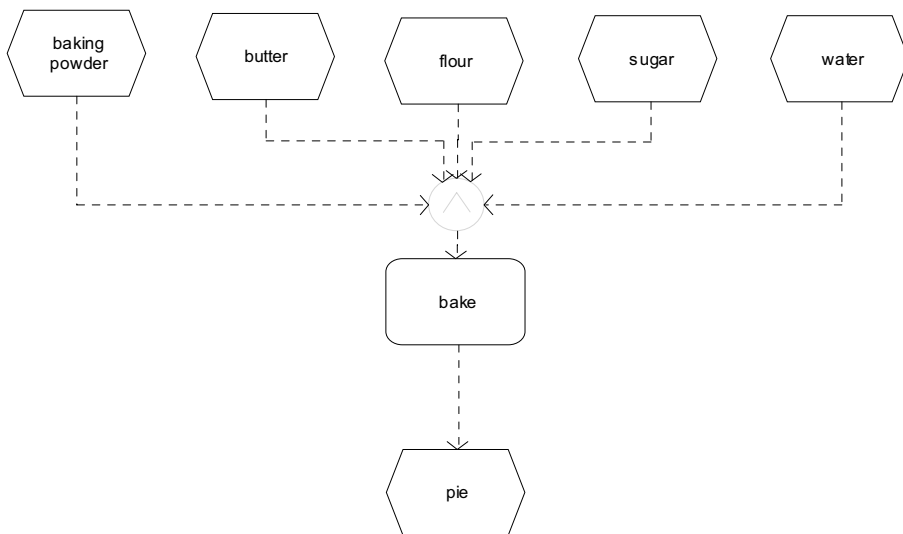 baking
powder
butter
flour
sugar
water
bake
pie